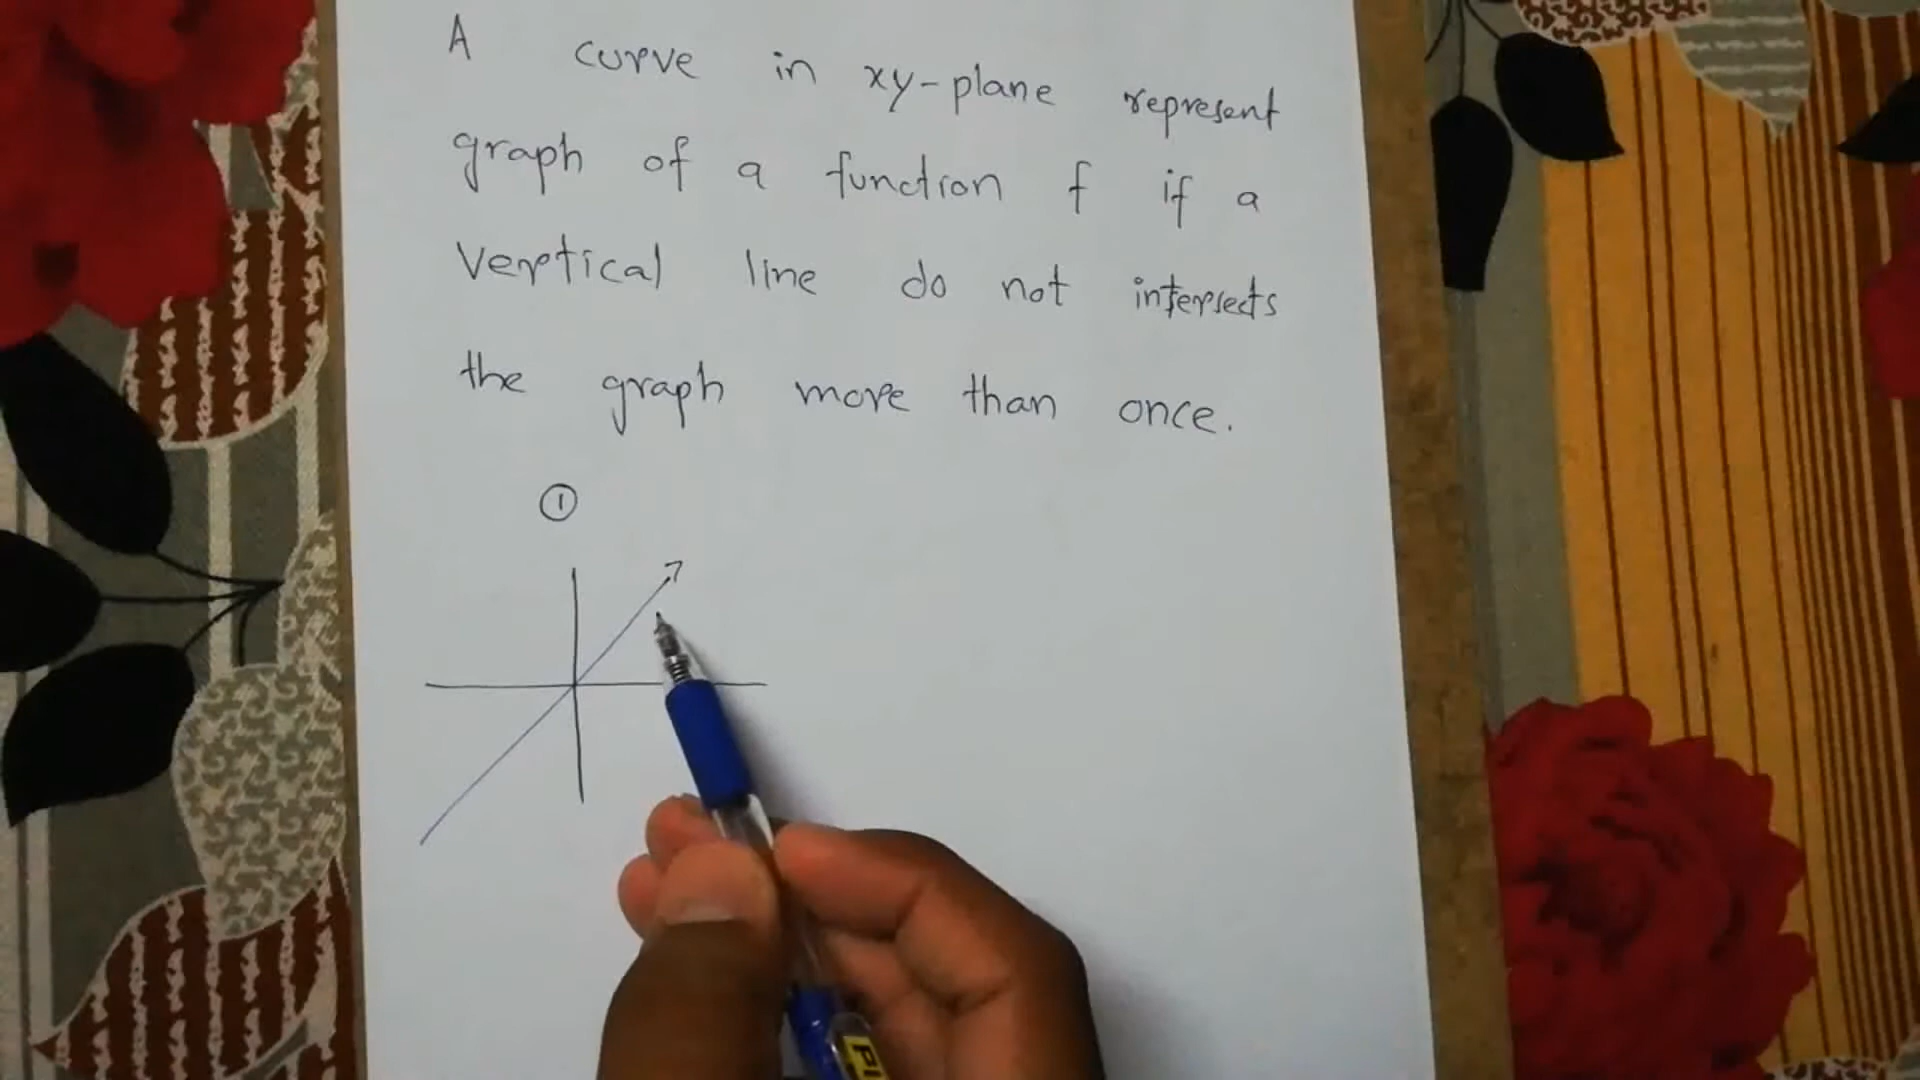 A curve in xy-plane represent
graph of a function f if a
vertical line do not intersects
the graph more than once.
①
PI